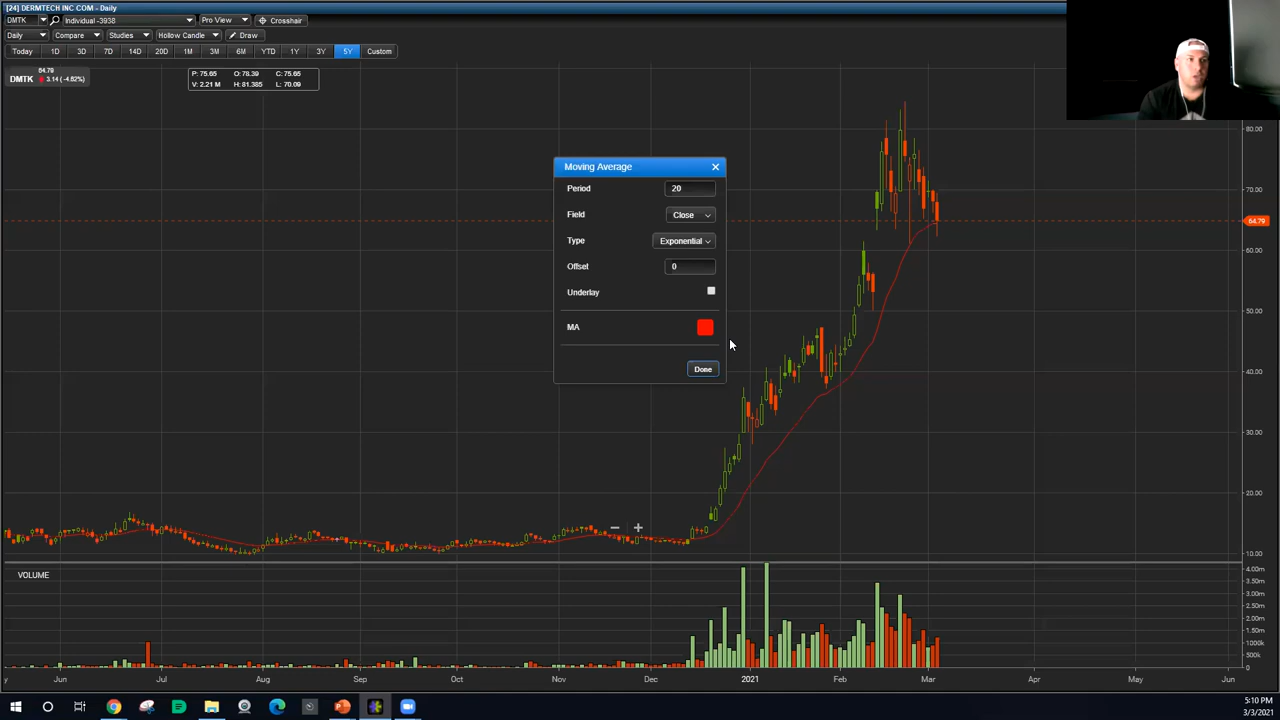 [24] DERMTECH INC COM - Daily
DMTK Individual -3938 Pro View Crosshair
Daily Compare Studies Hollow Candle Draw
Today 1D 3D 7D 14D 20D 1M 3M 6M YTD 1Y 3Y 5Y Custom
64.79
DMTK 3.14 (-4.62%)
P: 75.65 O: 78.39 C: 75.65
V: 2.21 M H: 81.385 L: 70.09
Moving Average
Period 20
Field Close
Type Exponential
Offset 0
Underlay
MA
Done
80.00
70.00
64.79
60.00
50.00
40.00
30.00
20.00
10.00
VOLUME
4.00m
3.50m
3.00m
2.50m
2.00m
1.50m
1000k
500k
0.00
y Jun Jul Aug Sep Oct Nov Dec 2021 Feb Mar Apr May Jun
5:10 PM
3/3/2021